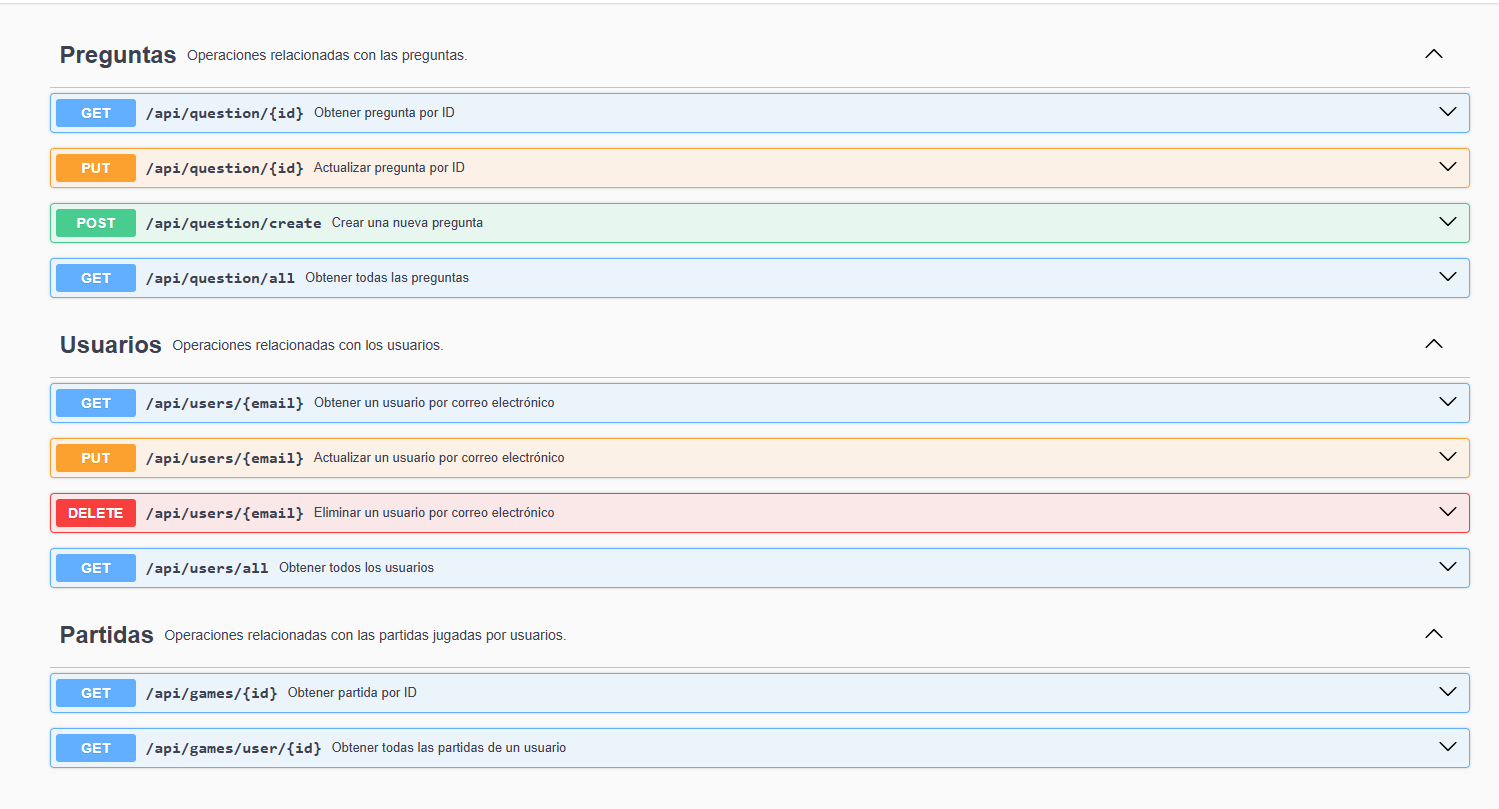 Preguntas Operaciones relacionadas con las preguntas.
GET /api/question/{id} Obtener pregunta por ID
PUT /api/question/{id} Actualizar pregunta por ID
POST /api/question/create Crear una nueva pregunta
GET /api/question/all Obtener todas las preguntas
Usuarios Operaciones relacionadas con los usuarios.
GET /api/users/{email} Obtener un usuario por correo electrónico
PUT /api/users/{email} Actualizar un usuario por correo electrónico
DELETE /api/users/{email} Eliminar un usuario por correo electrónico
GET /api/users/all Obtener todos los usuarios
Partidas Operaciones relacionadas con las partidas jugadas por usuarios.
GET /api/games/{id} Obtener partida por ID
GET /api/games/user/{id} Obtener todas las partidas de un usuario